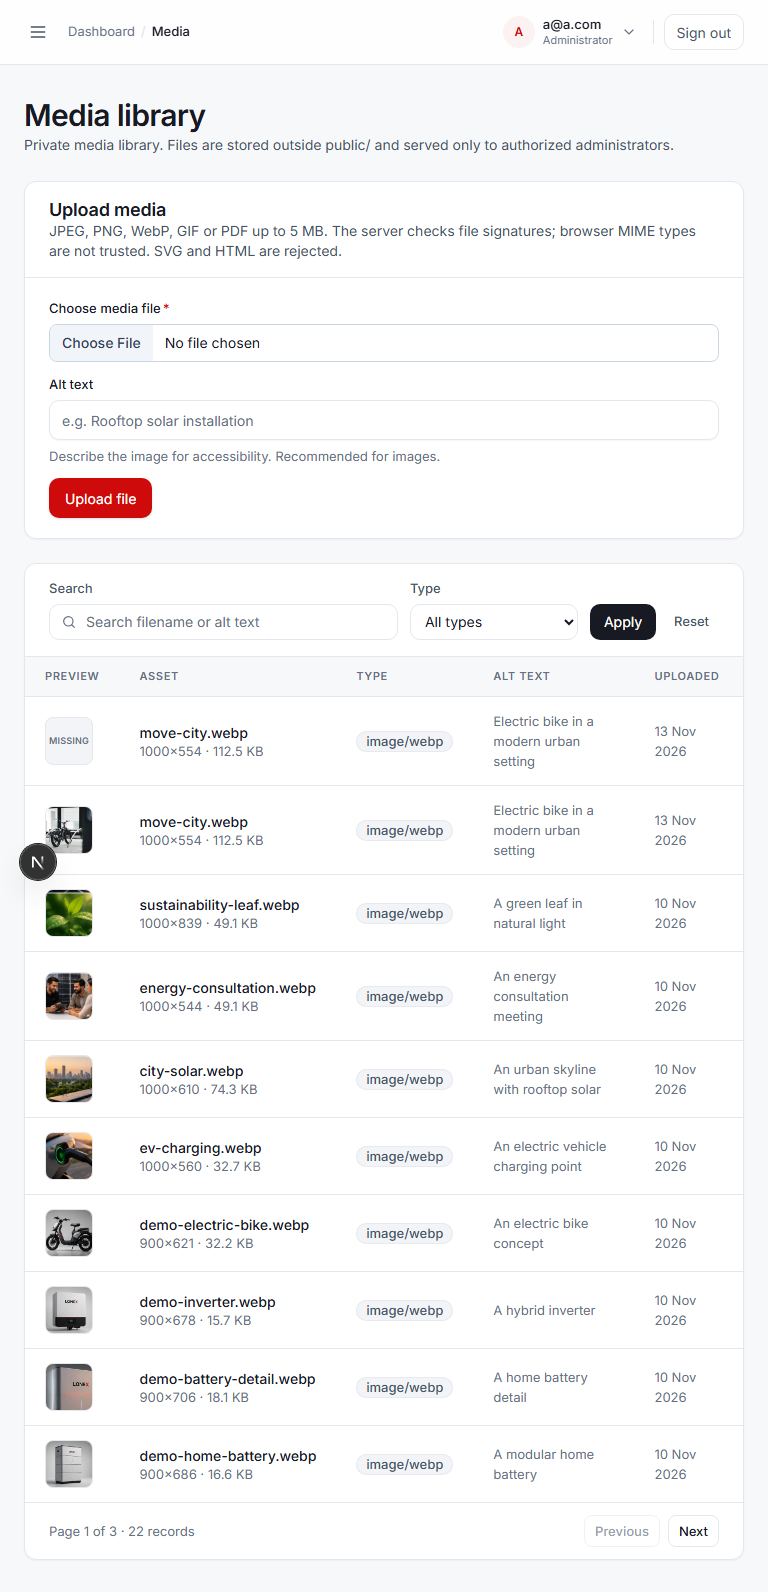 Dashboard / Media
A
a@a.com
Administrator
Sign out
Media library
Private media library. Files are stored outside public/ and served only to authorized administrators.
Upload media
JPEG, PNG, WebP, GIF or PDF up to 5 MB. The server checks file signatures; browser MIME types
are not trusted. SVG and HTML are rejected.
Choose media file *
Choose File No file chosen
Alt text
e.g. Rooftop solar installation
Describe the image for accessibility. Recommended for images.
Upload file
Search
Type
Search filename or alt text
All types
Apply
Reset
PREVIEW ASSET TYPE ALT TEXT UPLOADED
MISSING
move-city.webp
1000×554 · 112.5 KB
image/webp
Electric bike in a
modern urban
setting
13 Nov
2026
move-city.webp
1000×554 · 112.5 KB
image/webp
Electric bike in a
modern urban
setting
13 Nov
2026
N
sustainability-leaf.webp
1000×839 · 49.1 KB
image/webp
A green leaf in
natural light
10 Nov
2026
energy-consultation.webp
1000×544 · 49.1 KB
image/webp
An energy
consultation
meeting
10 Nov
2026
city-solar.webp
1000×610 · 74.3 KB
image/webp
An urban skyline
with rooftop solar
10 Nov
2026
ev-charging.webp
1000×560 · 32.7 KB
image/webp
An electric vehicle
charging point
10 Nov
2026
demo-electric-bike.webp
900×621 · 32.2 KB
image/webp
An electric bike
concept
10 Nov
2026
LONEX
demo-inverter.webp
900×678 · 15.7 KB
image/webp
A hybrid inverter
10 Nov
2026
demo-battery-detail.webp
900×706 · 18.1 KB
image/webp
A home battery
detail
10 Nov
2026
demo-home-battery.webp
900×686 · 16.6 KB
image/webp
A modular home
battery
10 Nov
2026
Page 1 of 3 · 22 records
Previous
Next